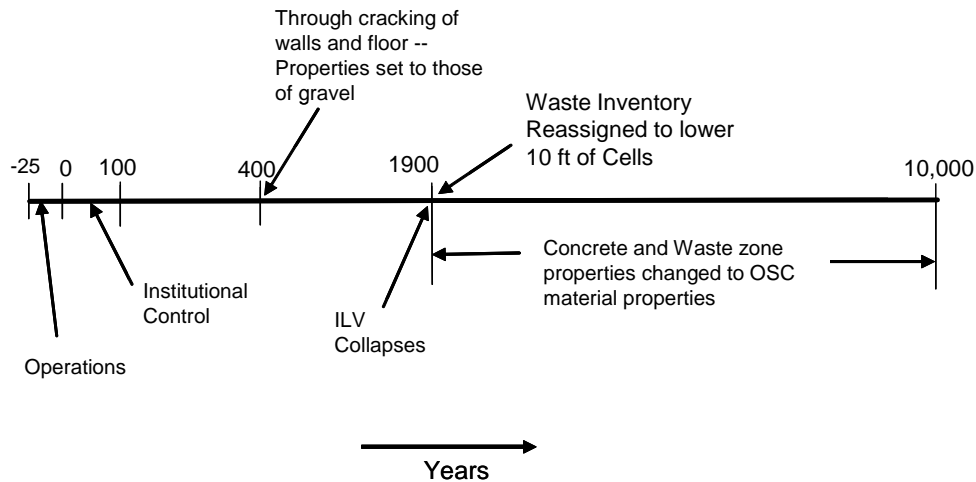 Through cracking of
walls and floor --
Properties set to those
of gravel
Waste Inventory
Reassigned to lower
10 ft of Cells
-25 0 100 400 1900 10,000
Concrete and Waste zone
properties changed to OSC
material properties
Institutional
Control
ILV
Collapses
Operations
Years